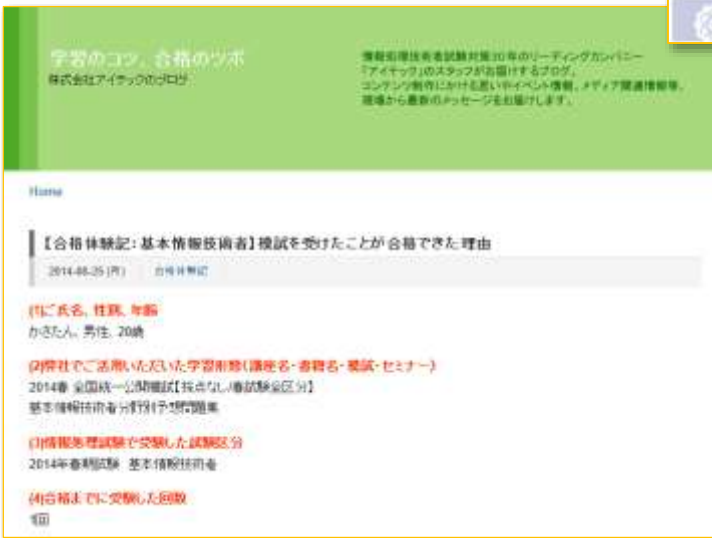 学習のコツ、合格のツボ
株式会社アイテックのブログ
情報処理技術者試験対策30年のリーディングカンパニー
「アイテック」のスタッフがお届けするブログ。
コンテンツ制作にかける思いやイベント情報、メディア関連情報等、
現場から最新のメッセージをお届けします。
Home
【合格体験記:基本情報技術者】模試を受けたことが合格できた理由
2014-08-25 (月) 合格体験記
(1)ご氏名、性別、年齢
かさたん、男性、20歳
(2)弊社でご活用いただいた学習形態(講座名・書籍名・模試・セミナー)
2014春 全国統一公開模試【採点なし/春試験全区分】
基本情報技術者分野別予想問題集
(3)情報処理試験で受験した試験区分
2014年春期試験 基本情報技術者
(4)合格までに受験した回数
1回